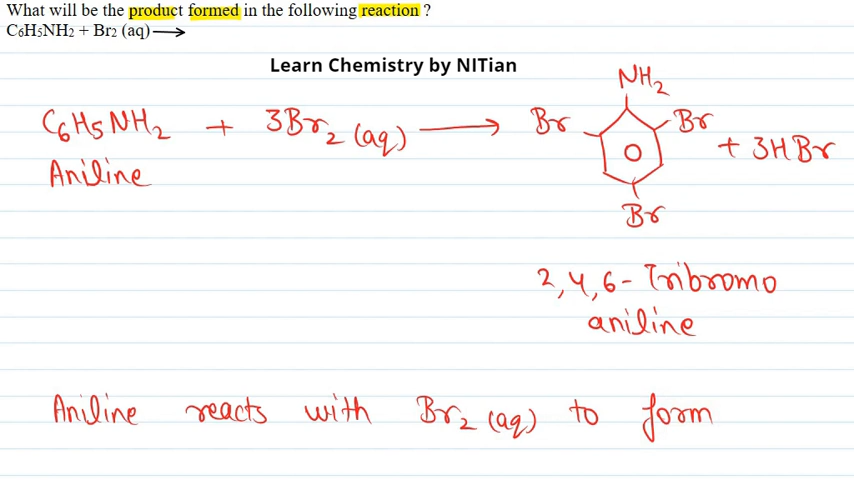 What will be the product formed in the following reaction ?
C6H5NH2 + Br2 (aq)⟶
Learn Chemistry by NITian
NH2
C6H5NH2 + 3Br2 (aq) ⟶ Br Br + 3HBr
Aniline
Br
2,4,6- Tribromo
aniline
Aniline reacts with Br2 (aq) to form